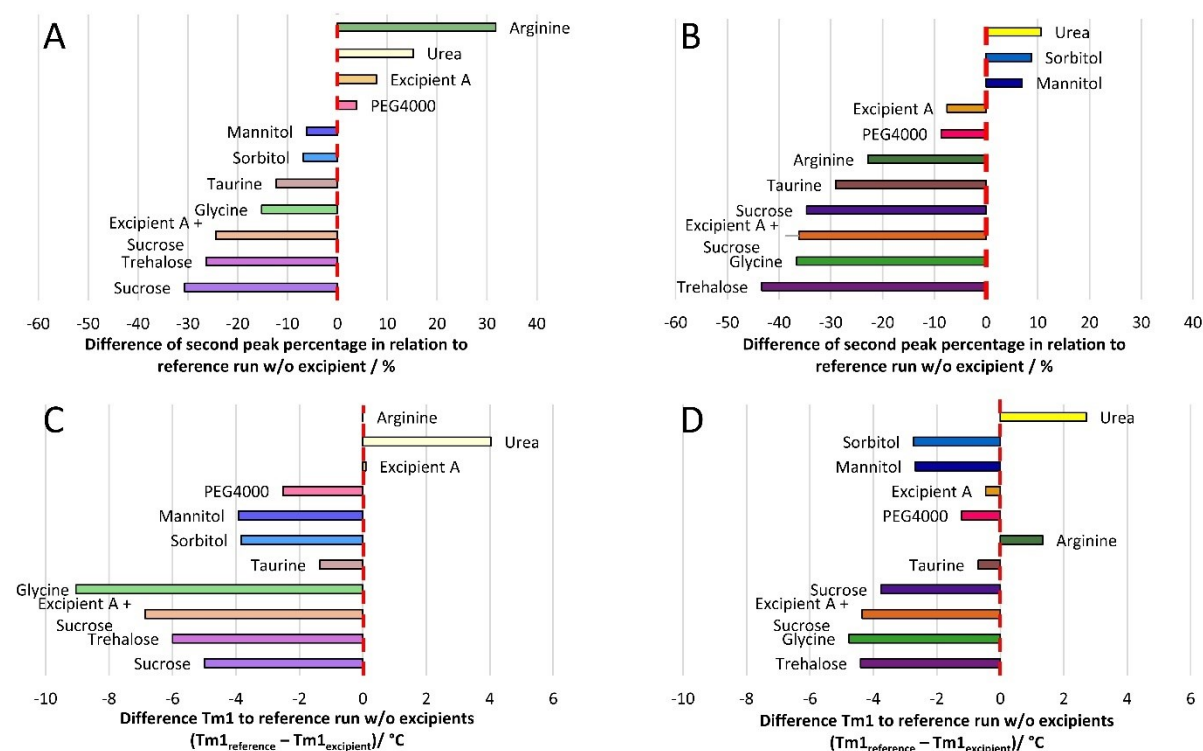 A
Arginine
Urea
Excipient A
PEG4000
Mannitol
Sorbitol
Taurine
Glycine
Excipient A +
Sucrose
Trehalose
Sucrose
-60 -50 -40 -30 -20 -10 0 10 20 30 40
Difference of second peak percentage in relation to
reference run w/o excipient / %
B
Urea
Sorbitol
Mannitol
Excipient A
PEG4000
Arginine
Taurine
Sucrose
Excipient A +
Sucrose
Glycine
Trehalose
-60 -50 -40 -30 -20 -10 0 10 20 30 40
Difference of second peak percentage in relation to
reference run w/o excipient / %
C
Arginine
Urea
Excipient A
PEG4000
Mannitol
Sorbitol
Taurine
Glycine
Excipient A +
Sucrose
Trehalose
Sucrose
-10 -8 -6 -4 -2 0 2 4 6
Difference Tm1 to reference run w/o excipients
(Tm1reference – Tm1excipient)/ °C
D
Urea
Sorbitol
Mannitol
Excipient A
PEG4000
Arginine
Taurine
Sucrose
Excipient A +
Sucrose
Glycine
Trehalose
-10 -8 -6 -4 -2 0 2 4 6
Difference Tm1 to reference run w/o excipients
(Tm1reference – Tm1excipient)/ °C